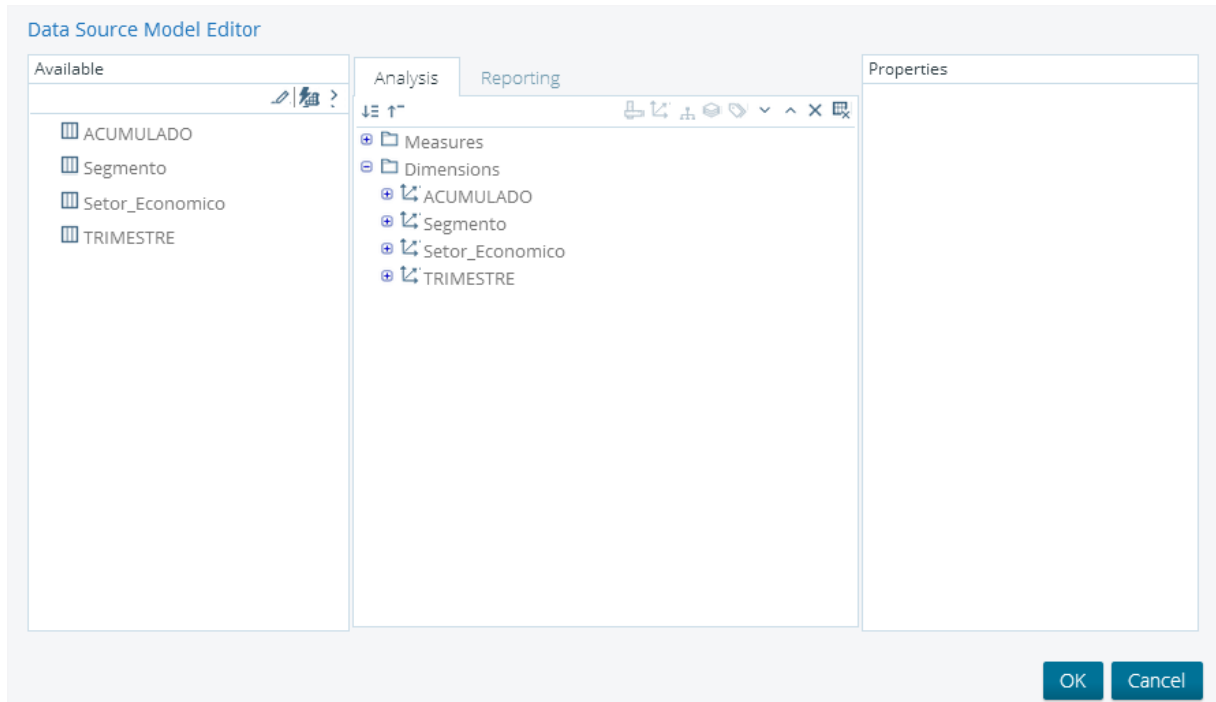 Data Source Model Editor
Available
ACUMULADO
Segmento
Setor_Economico
TRIMESTRE
Analysis
Reporting
Measures
Dimensions
ACUMULADO
Segmento
Setor_Economico
TRIMESTRE
Properties
OK
Cancel